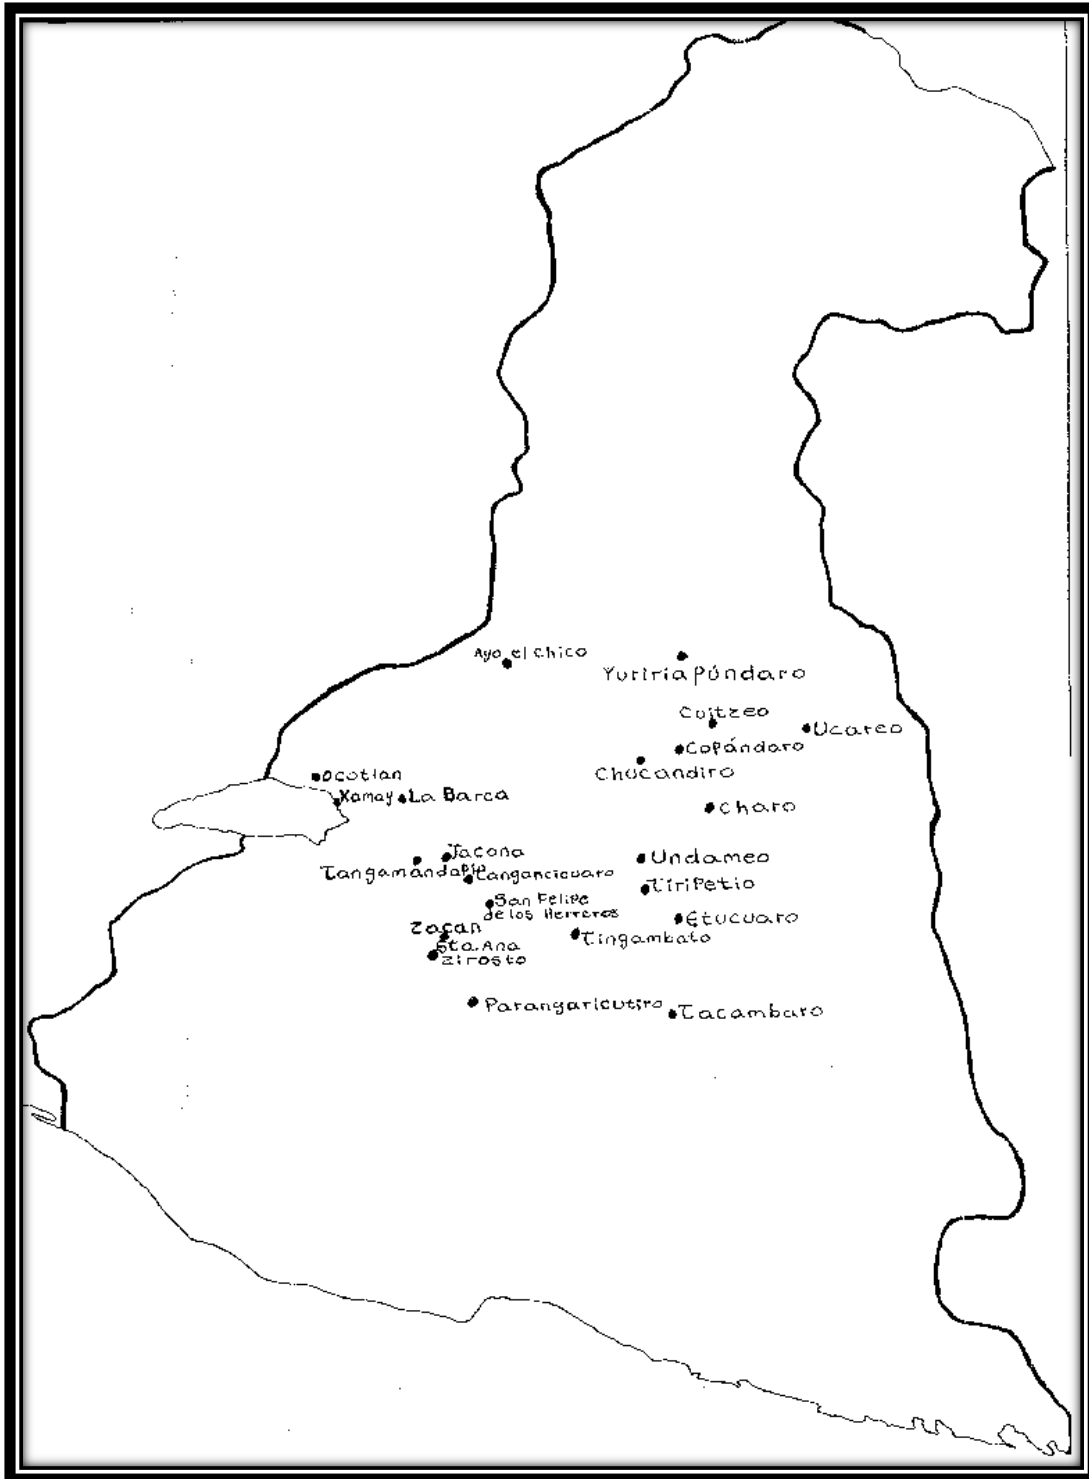 Ayo el chico
Yuriria Púndaro
Cuitzeo
Ucareo
Copándaro
Chucandiro
Ocotlan
Xamay
La Barca
Charo
Jacona
Tangamandapio
Tangancicuaro
Undameo
Tiripetio
San Felipe
de los Herreros
Etucuaro
Zacan
Tingambato
Sta. Ana
Zirosto
Parangaricutiro
Tacambaro